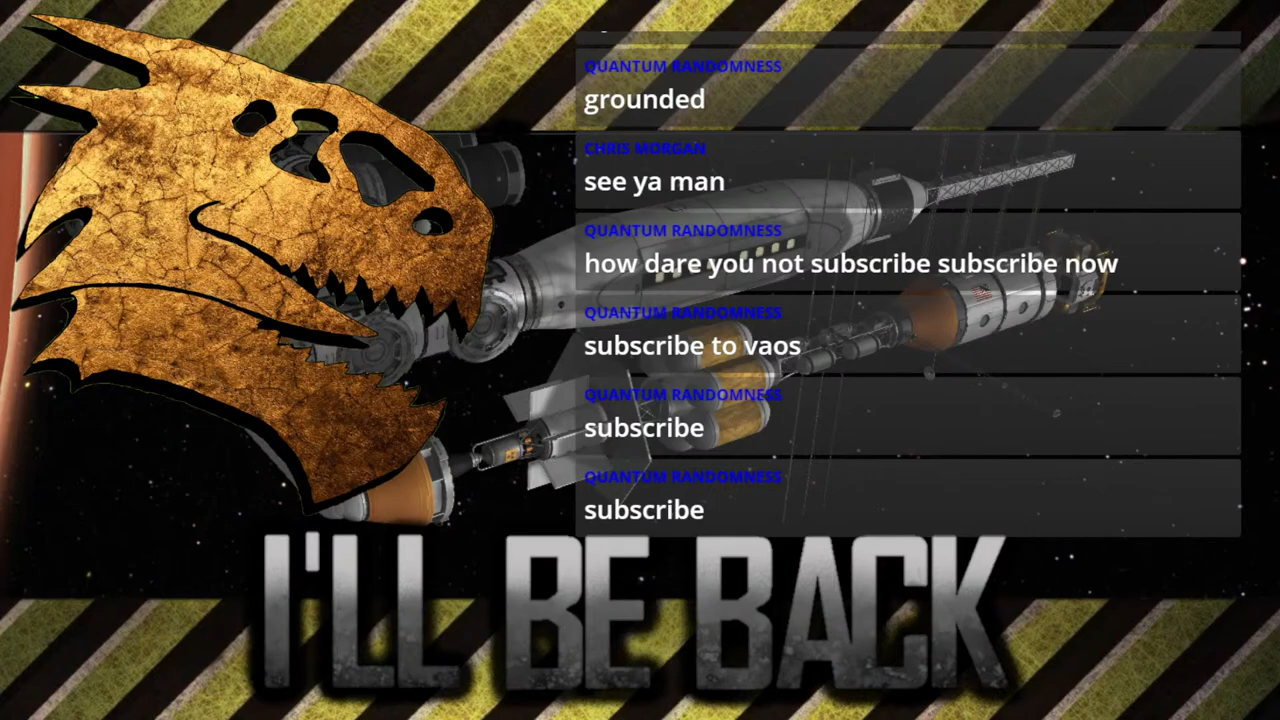 QUANTUM RANDOMNESS
grounded
CHRIS MORGAN
see ya man
QUANTUM RANDOMNESS
how dare you not subscribe subscribe now
QUANTUM RANDOMNESS
subscribe to vaos
QUANTUM RANDOMNESS
subscribe
QUANTUM RANDOMNESS
subscribe
I'LL BE BACK